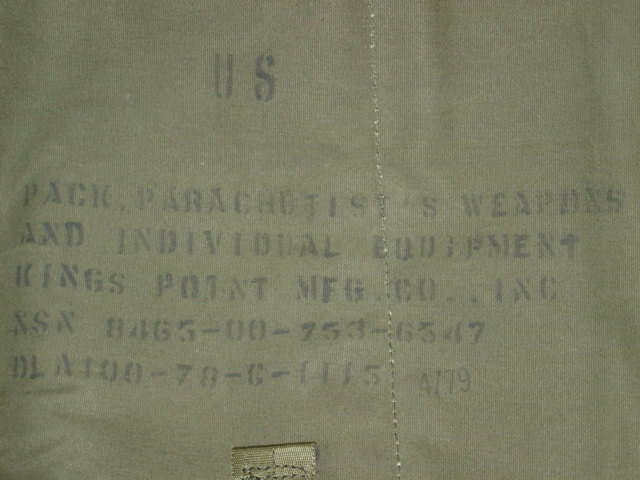 US
PACK, PARACHUTIST'S WEAPONS
AND INDIVIDUAL EQUIPMENT
KINGS POINT MFG.CO., INC
NSN 8465-00-753-6347
DLA100-78-C-1115 4/79